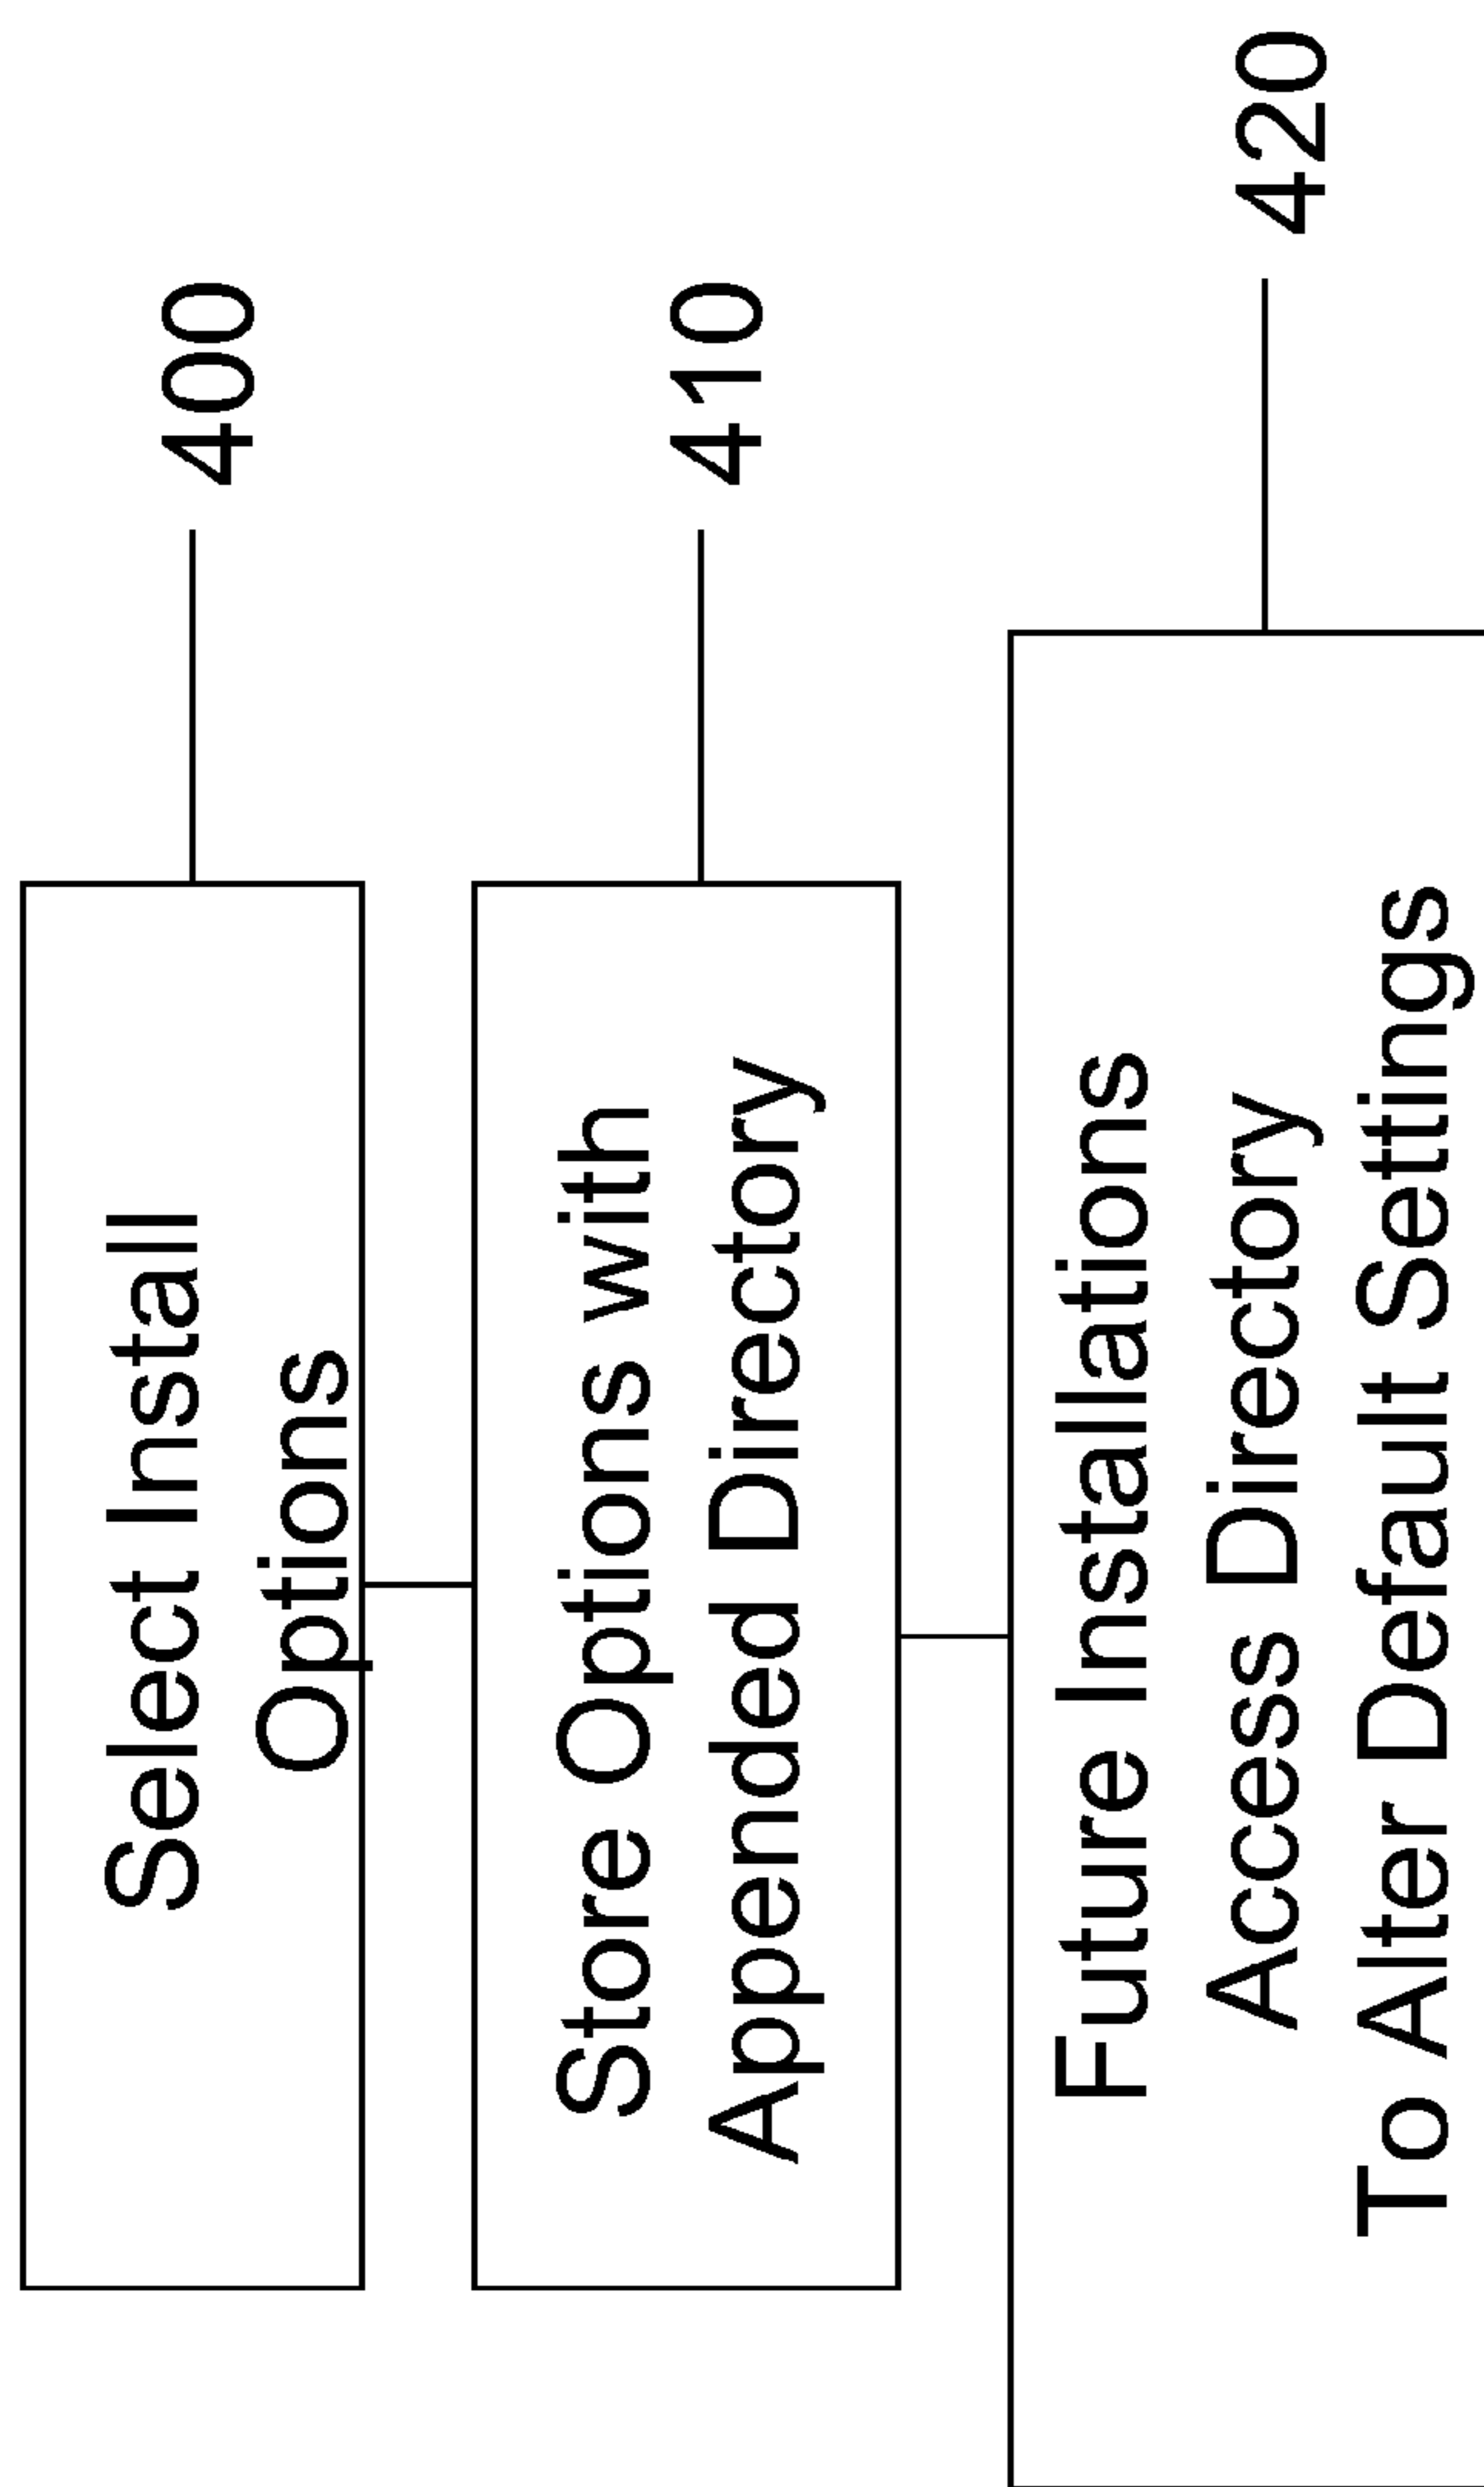 Select Install
Options
400
Store Options with
Appended Directory
410
Future Installations
Access Directory
To Alter Default Settings
420